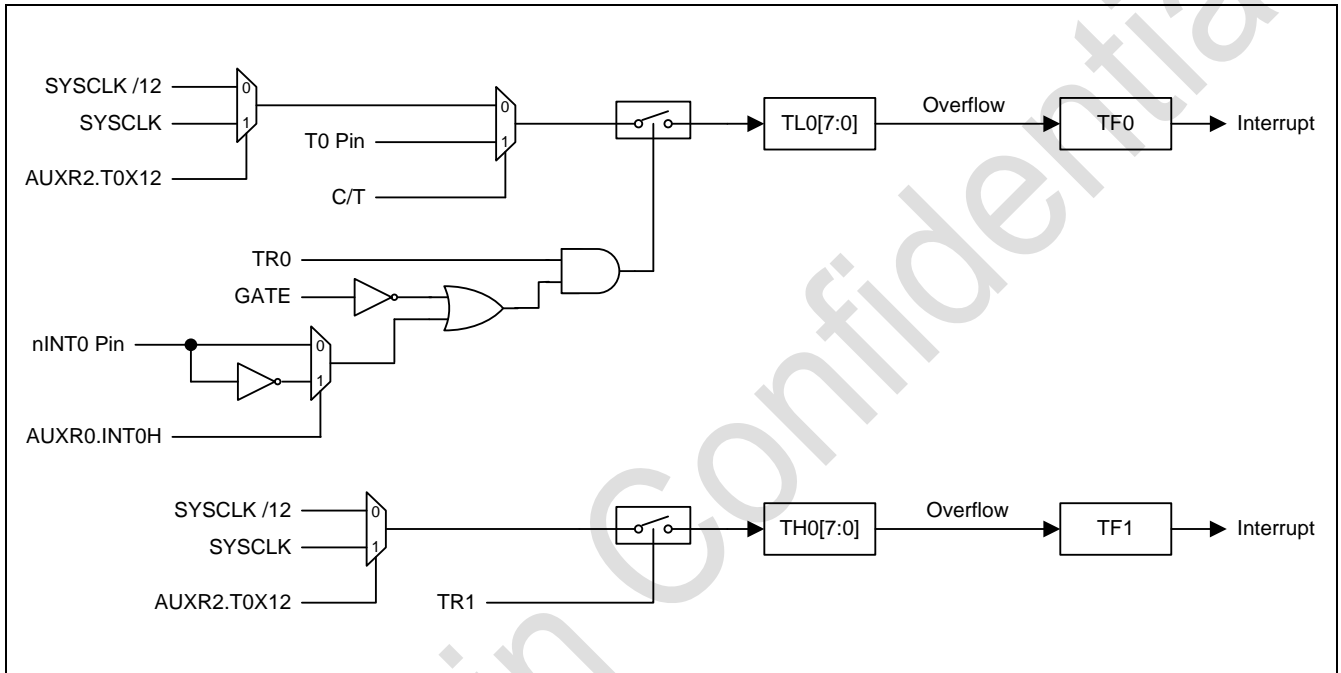 SYSCLK /12
0
SYSCLK
1
AUXR2.T0X12
T0 Pin
0
1
C/T
TL0[7:0]
Overflow
TF0
Interrupt
TR0
GATE
nINT0 Pin
0
1
AUXR0.INT0H
SYSCLK /12
0
SYSCLK
1
AUXR2.T0X12
TR1
TH0[7:0]
Overflow
TF1
Interrupt
in Confidential